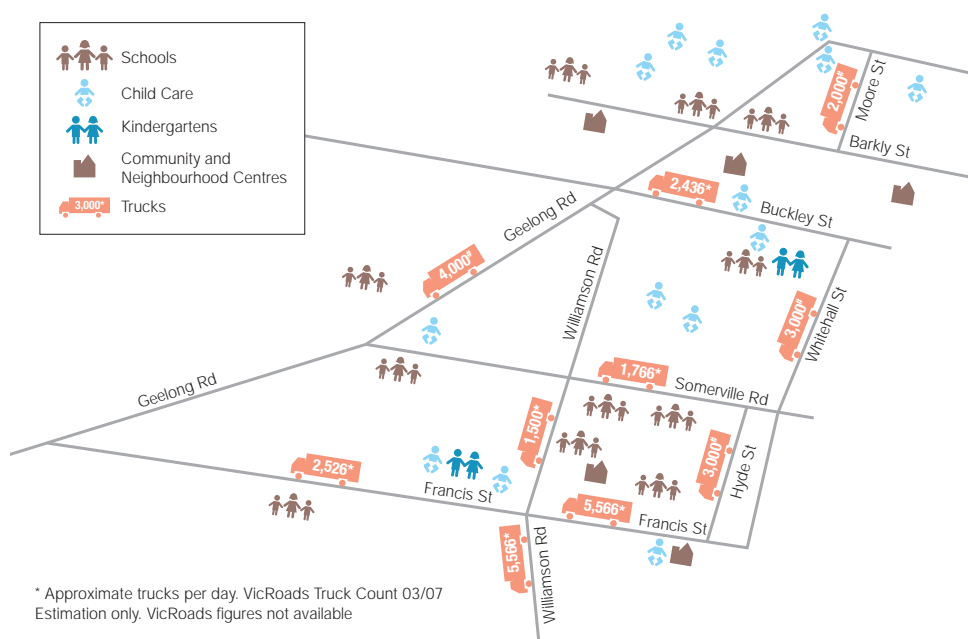 Schools
Child Care
Kindergartens
Community and
Neighbourhood Centres
3,000*
Trucks
2,000#
Moore St
Barkly St
2,436*
Buckley St
Geelong Rd
4,000#
Williamson Rd
3,000#
Whitehall St
1,766*
Somerville Rd
Geelong Rd
1,500*
3,000*
Hyde St
2,526*
Francis St
5,566*
Francis St
5,566*
Williamson Rd
* Approximate trucks per day. VicRoads Truck Count 03/07
Estimation only. VicRoads figures not available